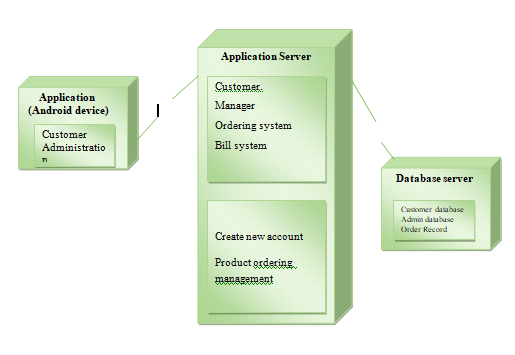 Application
(Android device)
Customer
Administratio
n
Application Server
Customer.
Manager
Ordering system
Bill system
Create new account
Product ordering
management
Database server
Customer database
Admin database
Order Record